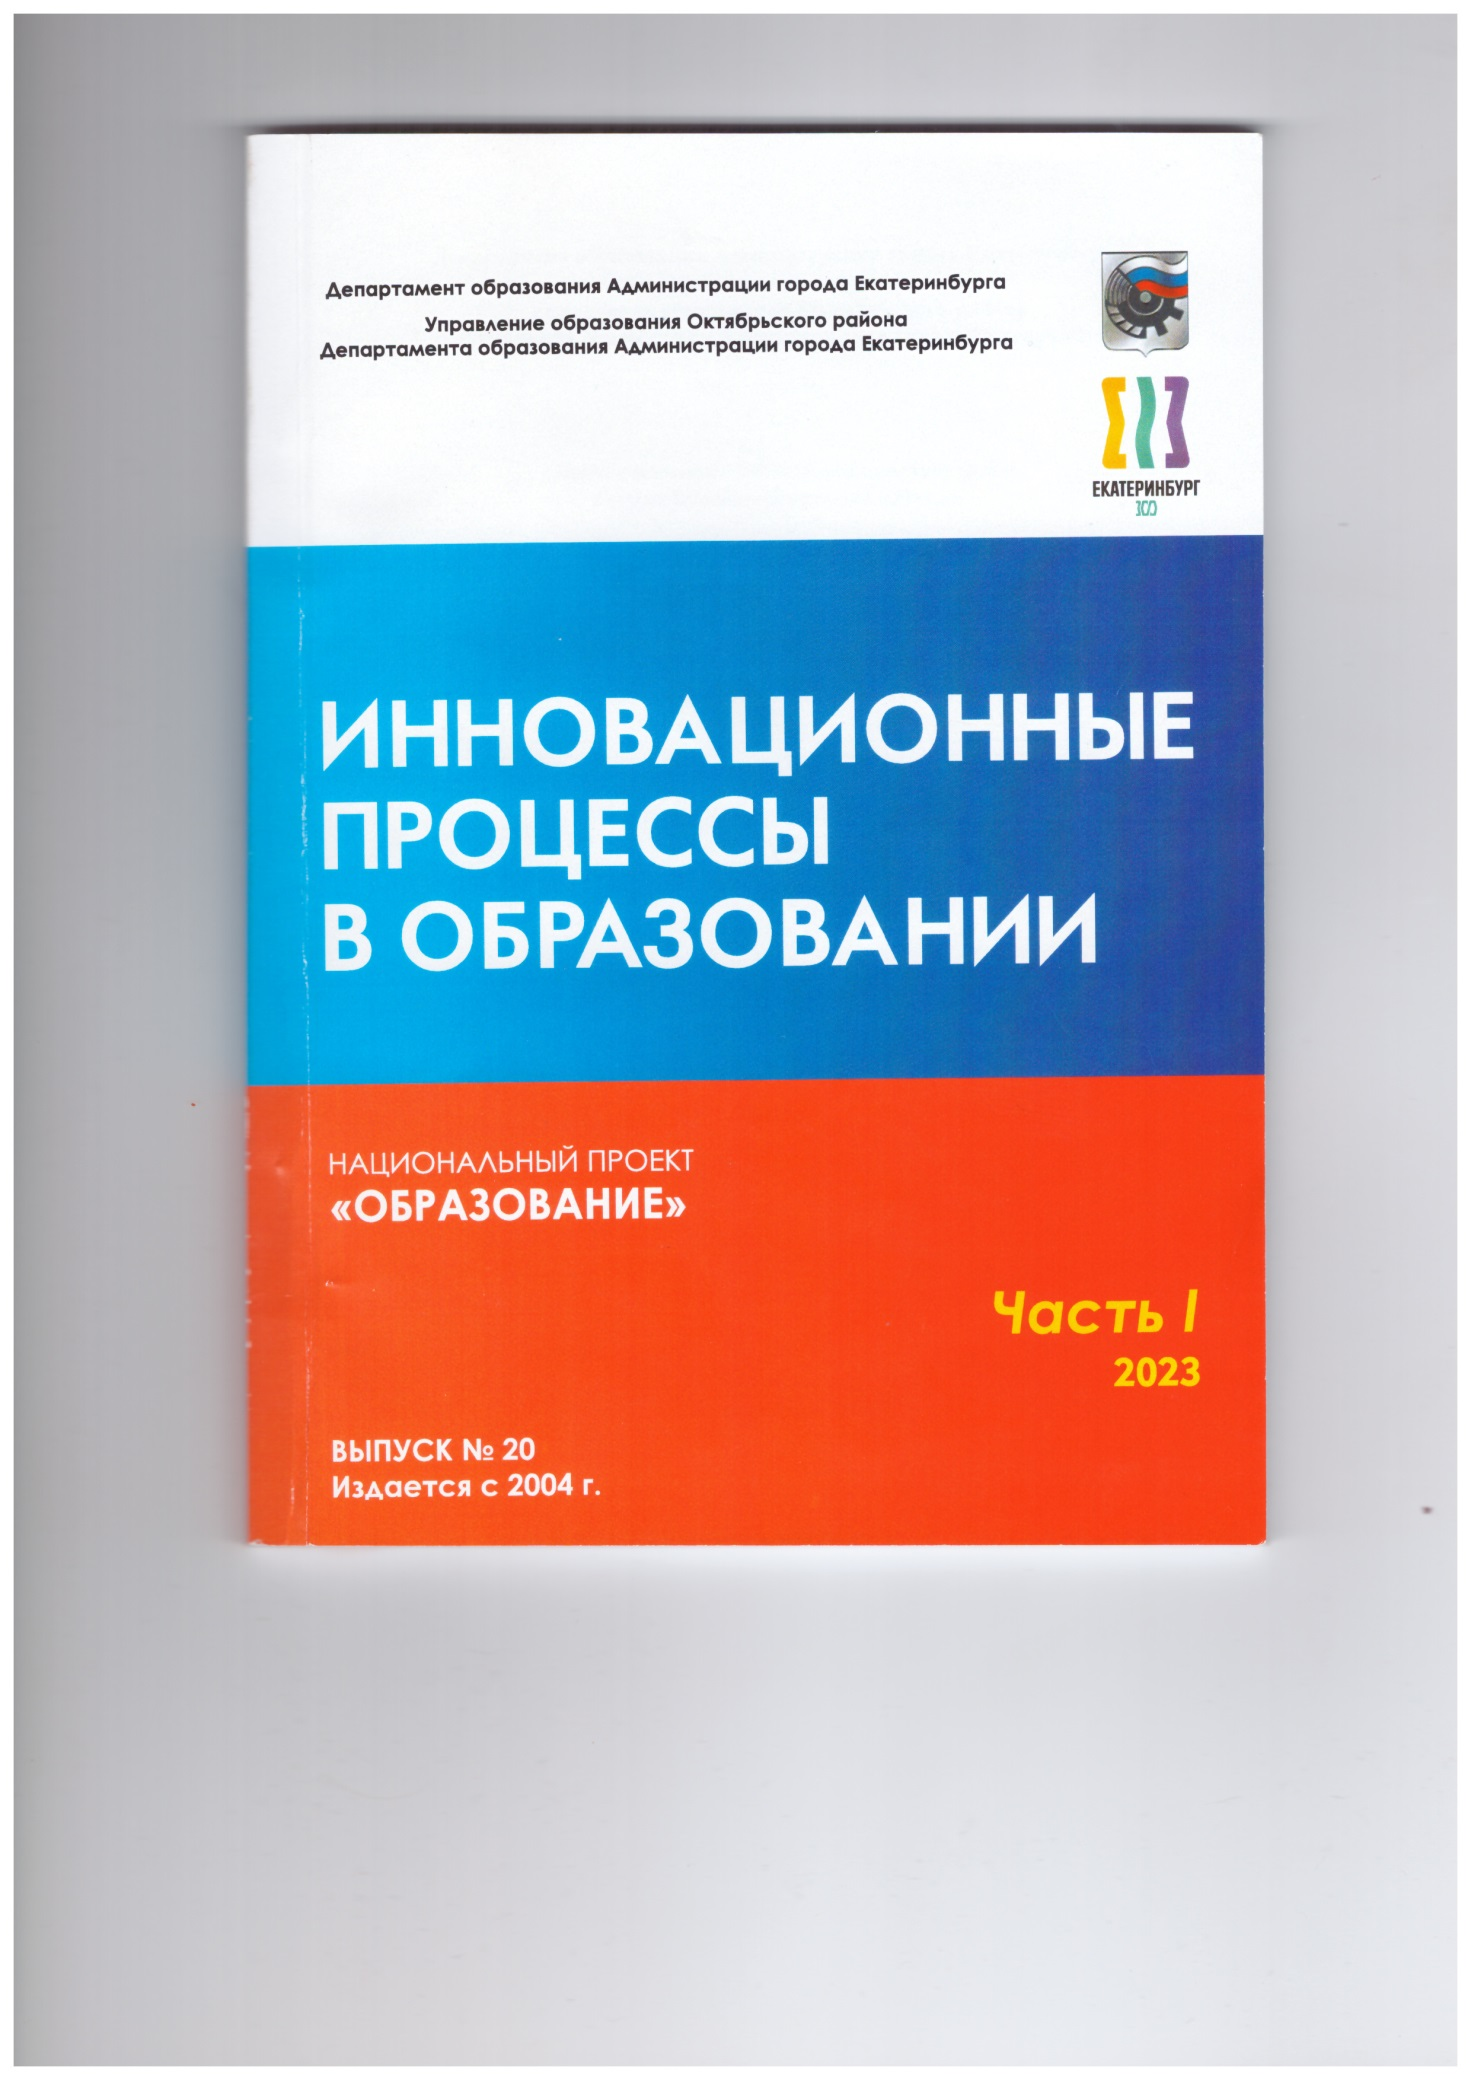 Департамент образования Администрации города Екатеринбурга
Управление образования Октябрьского района
Департамента образования Администрации города Екатеринбурга
ЕКАТЕРИНБУРГ
300
ИННОВАЦИОННЫЕ
ПРОЦЕССЫ
В ОБРАЗОВАНИИ
НАЦИОНАЛЬНЫЙ ПРОЕКТ
«ОБРАЗОВАНИЕ»
Часть I
2023
ВЫПУСК № 20
Издается с 2004 г.